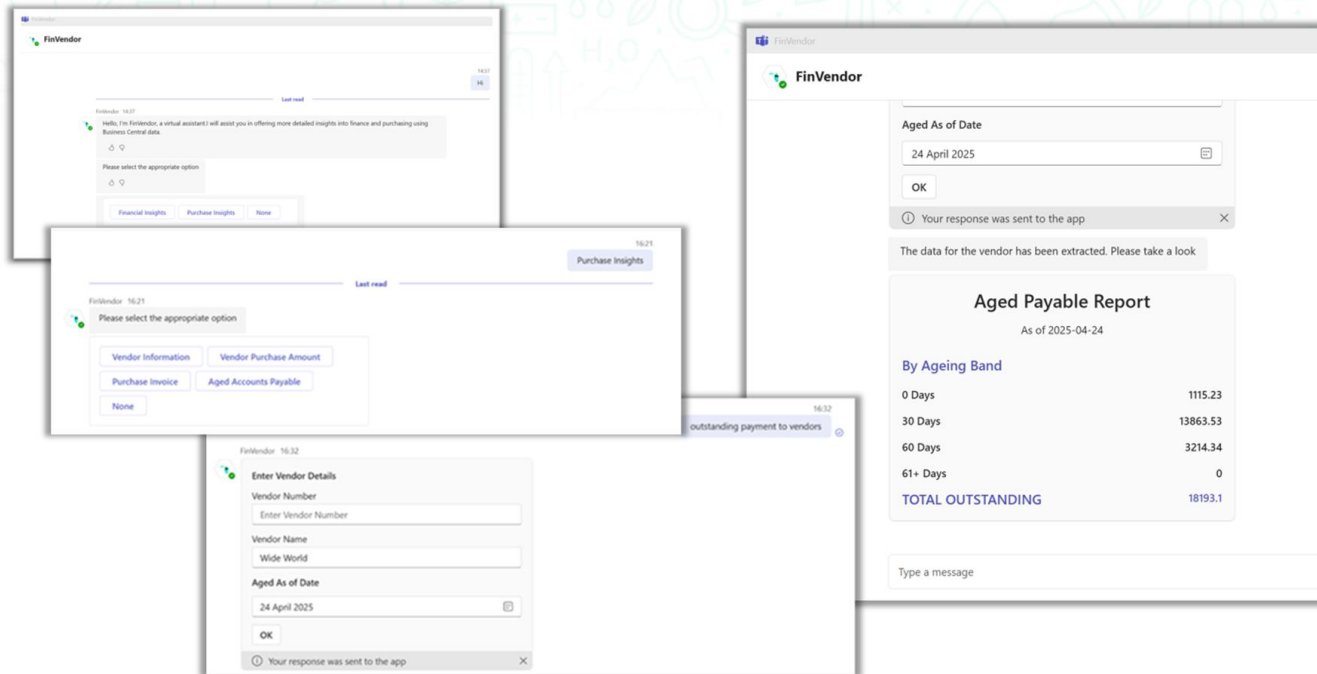 FinVendor
FinVendor
14:37
Hi
Last read
FinVendor 14:37
Hello, I'm FinVendor, a virtual assistant.I will assist you in offering more detailed insights into finance and purchasing using
Business Central data.
Please select the appropriate option
Financial Insights Purchase Insights None
16:21
Purchase Insights
Last read
FinVendor 16:21
Please select the appropriate option
Vendor Information Vendor Purchase Amount
Purchase Invoice Aged Accounts Payable
None
16:32
outstanding payment to vendors
FinVendor 16:32
Enter Vendor Details
Vendor Number
Enter Vendor Number
Vendor Name
Wide World
Aged As of Date
24 April 2025
OK
Your response was sent to the app
FinVendor
FinVendor
Aged As of Date
24 April 2025
OK
Your response was sent to the app
The data for the vendor has been extracted. Please take a look
Aged Payable Report
As of 2025-04-24
By Ageing Band
0 Days 1115.23
30 Days 13863.53
60 Days 3214.34
61+ Days 0
TOTAL OUTSTANDING 18193.1
Type a message
H₂O